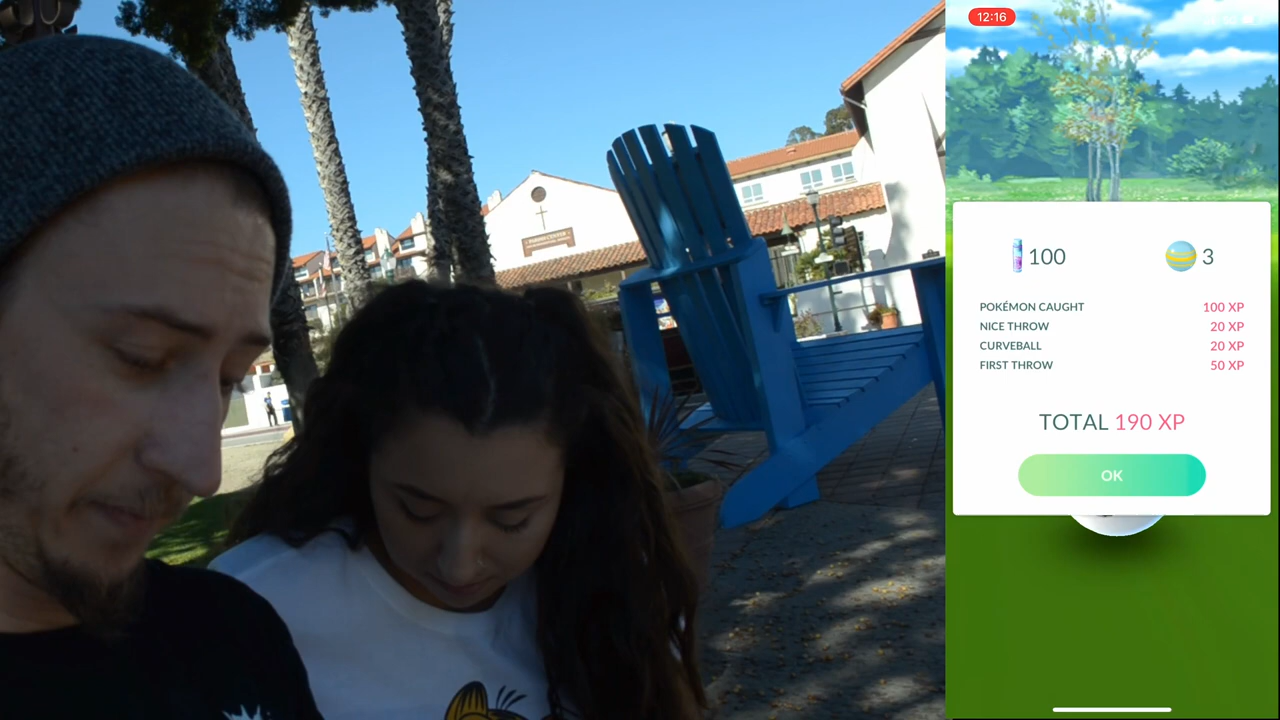 12:16
100
3
POKÉMON CAUGHT 100 XP
NICE THROW 20 XP
CURVEBALL 20 XP
FIRST THROW 50 XP
TOTAL 190 XP
OK